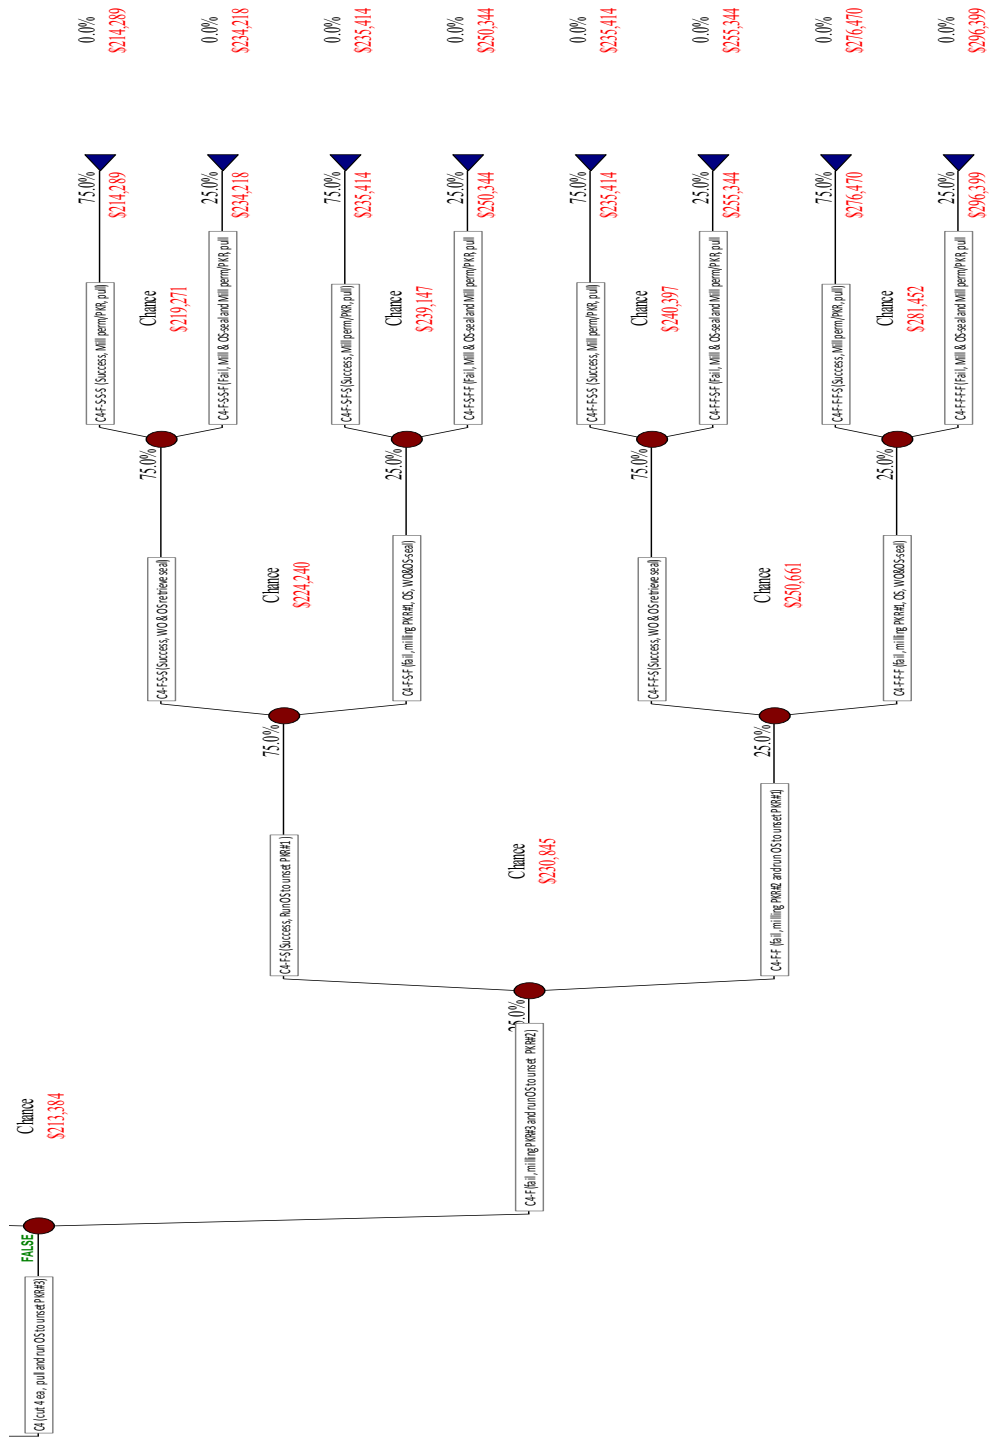 C4 (cut 4 ea, pull and run OS to unset PKR#3)
FALSE
Chance
$213,384
C4-F (fail, milling PKR#3 and run OS to unset PKR#2)
25.0%
Chance
$230,845
C4-F-S (Success, Run OS to unset PKR#1)
75.0%
Chance
$224,240
C4-F-S-S (Success, WO & OS retrieve seal)
75.0%
Chance
$219,271
C4-F-S-S-S (Success, Mill perm/PKR, pull)
75.0%
$214,289
0.0%
$214,289
C4-F-S-S-F (Fail, Mill & OS-seal and Mill perm/PKR, pull
25.0%
$234,218
0.0%
$234,218
C4-F-S-F (fail, milling PKR#1, OS, WO&OS-seal)
25.0%
Chance
$239,147
C4-F-S-F-S (Success, Mill perm/PKR, pull)
75.0%
$235,414
0.0%
$235,414
C4-F-S-F-F (Fail, Mill & OS-seal and Mill perm/PKR, pull
25.0%
$250,344
0.0%
$250,344
C4-F-F (fail, milling PKR#2 and run OS to unset PKR#1)
25.0%
Chance
$250,661
C4-F-F-S (Success, WO & OS retrieve seal)
75.0%
Chance
$240,397
C4-F-F-S-S (Success, Mill perm/PKR, pull)
75.0%
$235,414
0.0%
$235,414
C4-F-F-S-F (Fail, Mill & OS-seal and Mill perm/PKR, pull
25.0%
$255,344
0.0%
$255,344
C4-F-F-F (fail, milling PKR#1, OS, WO&OS-seal)
25.0%
Chance
$281,452
C4-F-F-F-S (Success, Mill perm/PKR, pull)
75.0%
$276,470
0.0%
$276,470
C4-F-F-F-F (Fail, Mill & OS-seal and Mill perm/PKR, pull
25.0%
$296,399
0.0%
$296,399